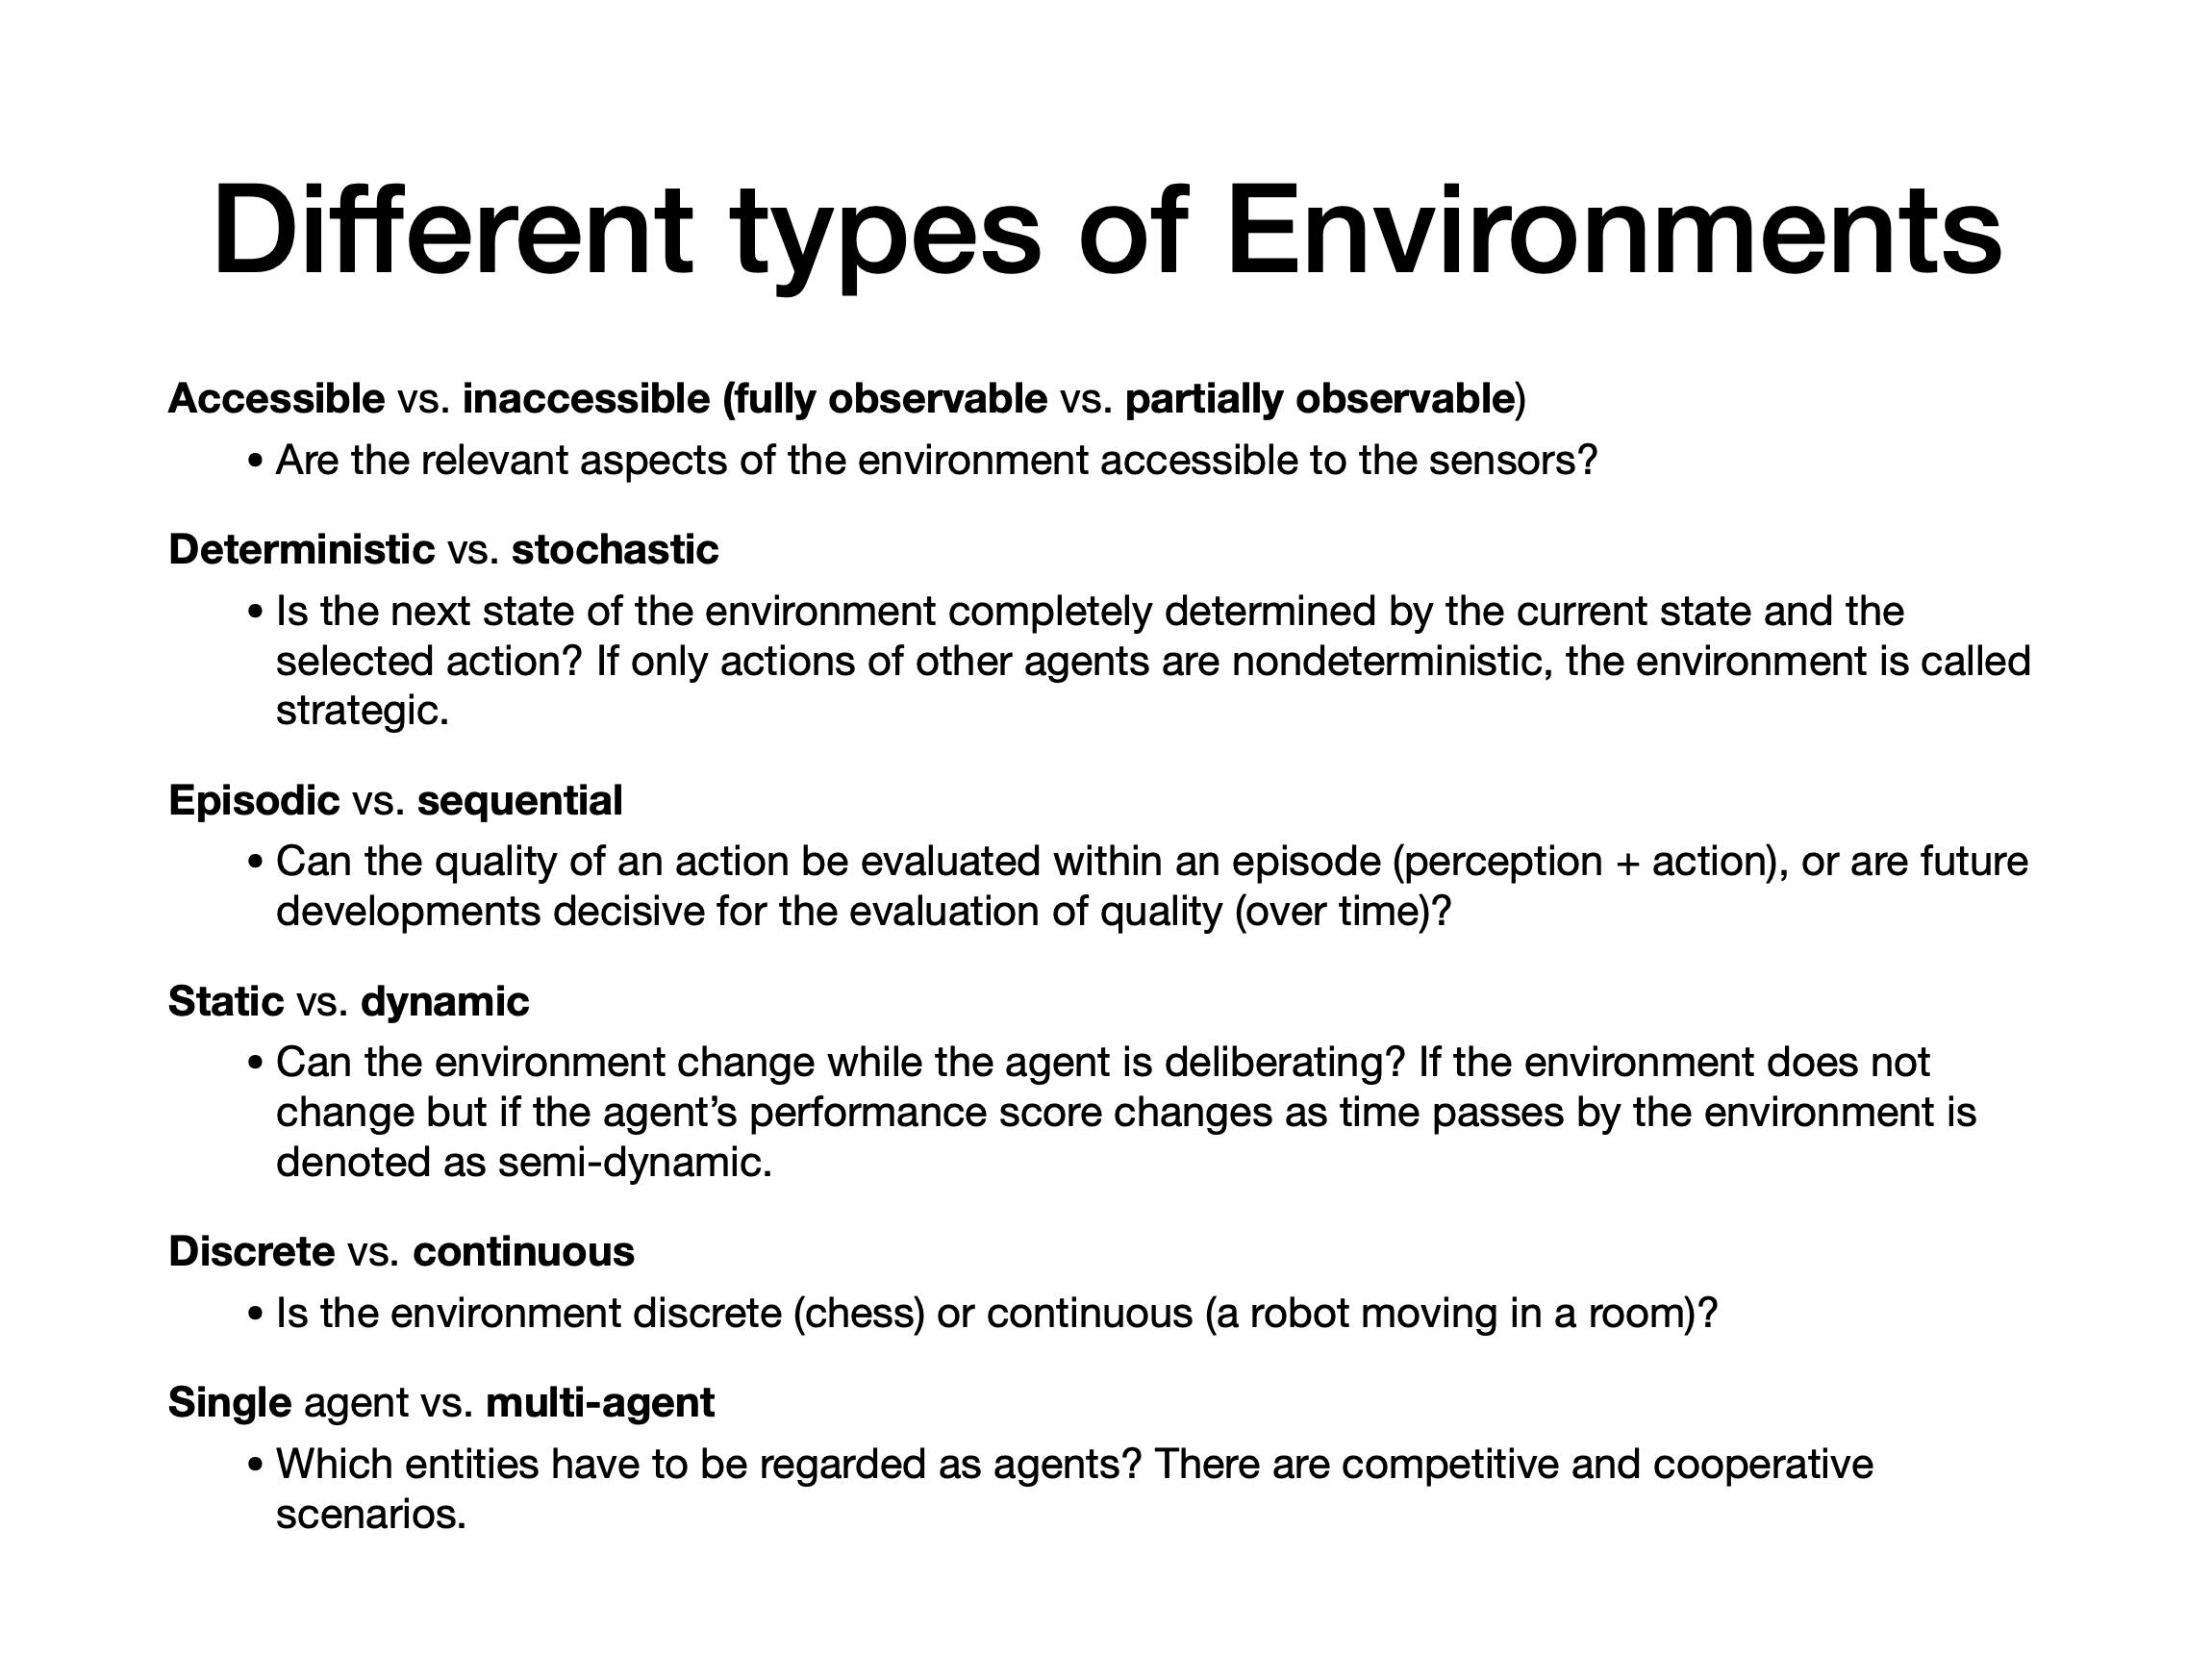 Different types of Environments
Accessible vs. inaccessible (fully observable vs. partially observable)
• Are the relevant aspects of the environment accessible to the sensors?
Deterministic vs. stochastic
• Is the next state of the environment completely determined by the current state and the
selected action? If only actions of other agents are nondeterministic, the environment is called
strategic.
Episodic vs. sequential
• Can the quality of an action be evaluated within an episode (perception + action), or are future
developments decisive for the evaluation of quality (over time)?
Static vs. dynamic
• Can the environment change while the agent is deliberating? If the environment does not
change but if the agent’s performance score changes as time passes by the environment is
denoted as semi-dynamic.
Discrete vs. continuous
• Is the environment discrete (chess) or continuous (a robot moving in a room)?
Single agent vs. multi-agent
• Which entities have to be regarded as agents? There are competitive and cooperative
scenarios.